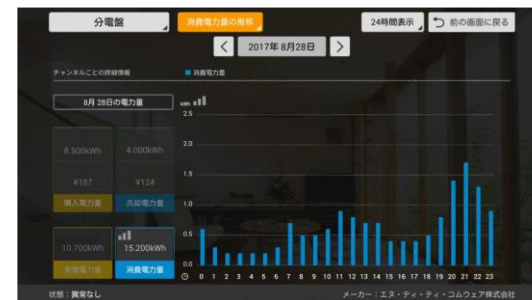 分電盤
消費電力量の推移
24時間表示
前の画面に戻る
2017年 8月28日
チャンネルごとの詳細情報
消費電力量
8月 28日の電力量
kWh
2.5
2.0
1.5
1.0
0.5
0.0
8.500kWh
4.000kWh
¥187
¥124
購入電力量
売却電力量
10.700kWh
15.200kWh
発電電力量
消費電力量
0 1 2 3 4 5 6 7 8 9 10 11 12 13 14 15 16 17 18 19 20 21 22 23
状態：異常なし
メーカー：エヌ・ティ・ティ・コムウェア株式会社